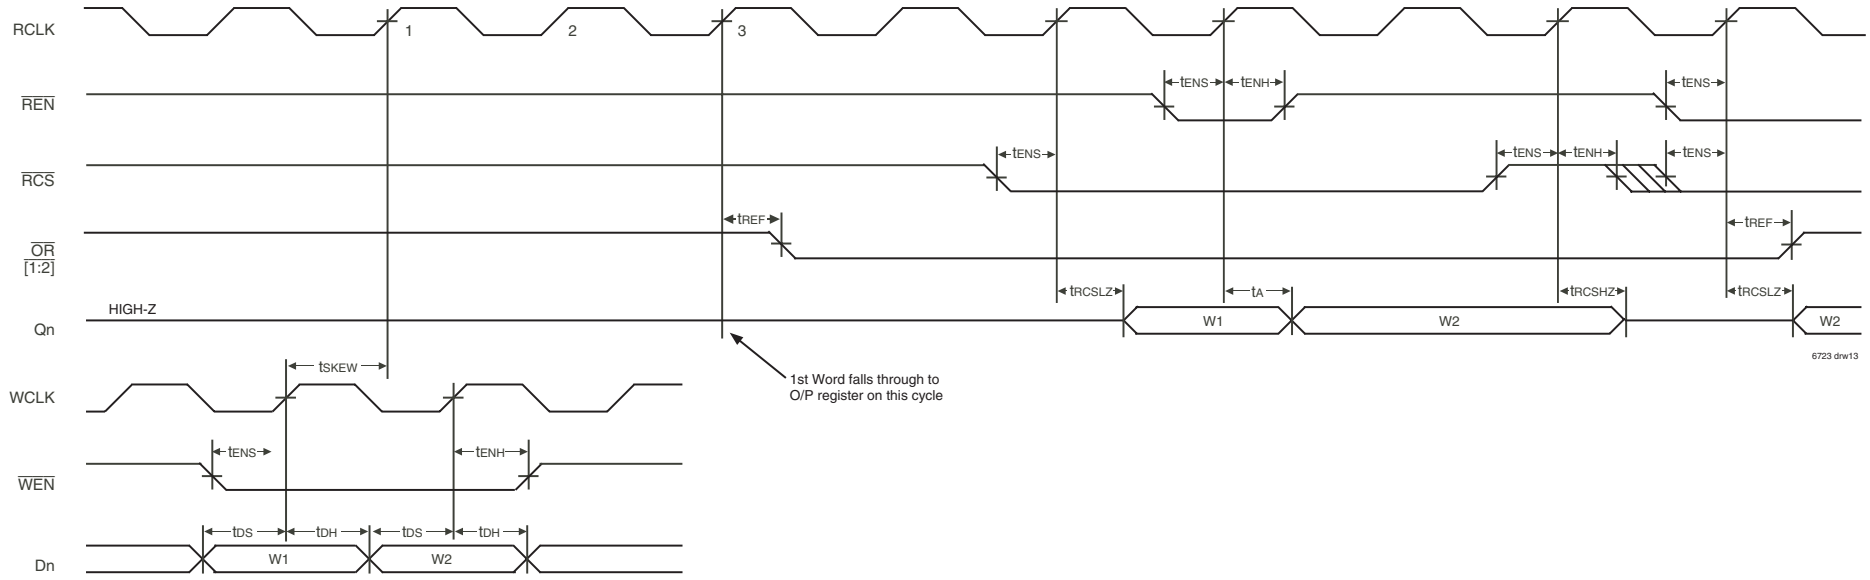 RCLK
1
2
3
REN
tENS
tENH
tENS
RCS
tENS
tENS
tENH
tENS
OR
[1:2]
tREF
tREF
Qn
HIGH-Z
tRCSLZ
tA
tRCSHZ
tRCSLZ
W1
W2
W2
6723 drw13
1st Word falls through to
O/P register on this cycle
tSKEW
WCLK
WEN
tENS
tENH
Dn
tDS
tDH
tDS
tDH
W1
W2